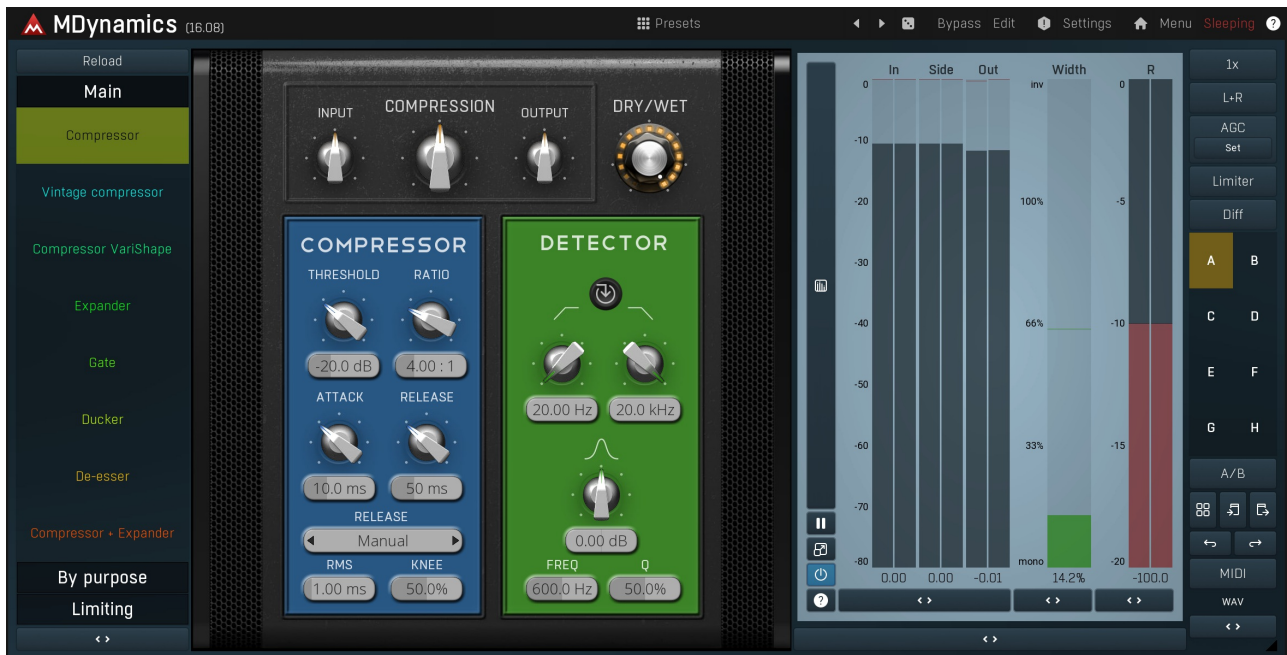 MDynamics (16.08)
Presets
Bypass Edit Settings Menu Sleeping ?
Reload
Main
Compressor
Vintage compressor
Compressor VariShape
Expander
Gate
Ducker
De-esser
Compressor + Expander
By purpose
Limiting
INPUT COMPRESSION OUTPUT DRY/WET
COMPRESSOR
THRESHOLD RATIO
-20.0 dB 4.00 : 1
ATTACK RELEASE
10.0 ms 50 ms
RELEASE
Manual
RMS KNEE
1.00 ms 50.0%
DETECTOR
20.00 Hz 20.0 kHz
0.00 dB
FREQ Q
600.0 Hz 50.0%
In Side Out Width R
0 inv 0
-10
-20 100% -5
-30
-40 66% -10
-50
-60 33% -15
-70
-80 mono -20
0.00 0.00 -0.01 14.2% -100.0
?
1x
L+R
AGC
Set
Limiter
Diff
A B
C D
E F
G H
A/B
MIDI
WAV